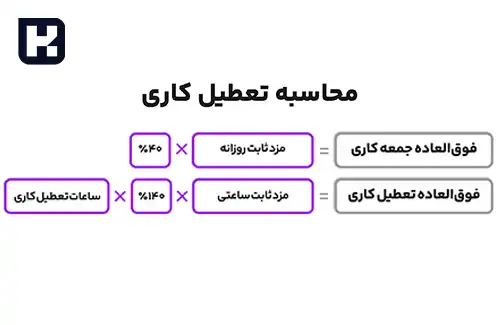 محاسبه تعطیل کاری
فوق‌العاده جمعه کاری = مزد ثابت روزانه × ٪۴۰
فوق‌العاده تعطیل کاری = مزد ثابت ساعتی × ٪۱۴۰ × ساعات تعطیل کاری